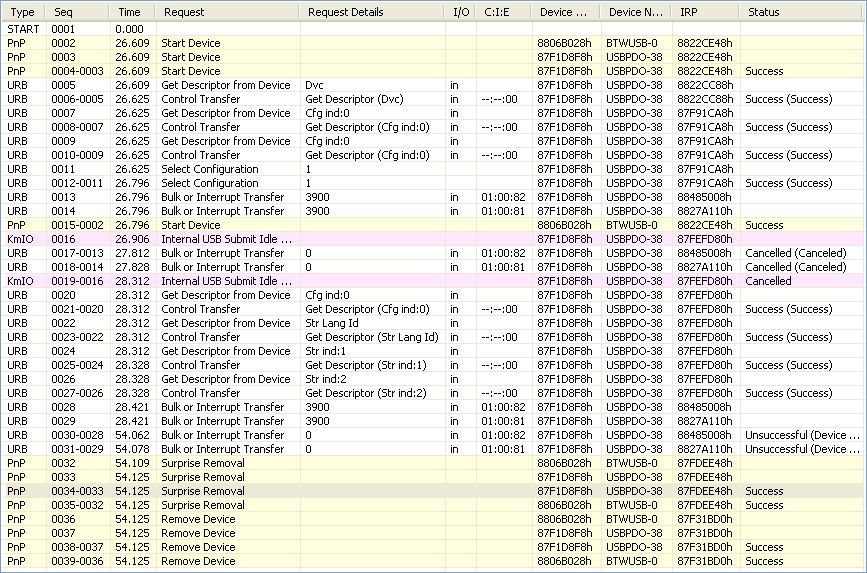 Type Seq Time Request Request Details I/O C:I:E Device ... Device N... IRP Status
START 0001 0.000
PnP 0002 26.609 Start Device 8806B028h BTWUSB-0 8822CE48h
PnP 0003 26.609 Start Device 87F1D8F8h USBPDO-38 8822CE48h
PnP 0004-0003 26.609 Start Device 87F1D8F8h USBPDO-38 8822CE48h Success
URB 0005 26.609 Get Descriptor from Device Dvc in 87F1D8F8h USBPDO-38 8822CC88h
URB 0006-0005 26.625 Control Transfer Get Descriptor (Dvc) in --:--:00 87F1D8F8h USBPDO-38 8822CC88h Success (Success)
URB 0007 26.625 Get Descriptor from Device Cfg ind:0 in 87F1D8F8h USBPDO-38 87F91CA8h
URB 0008-0007 26.625 Control Transfer Get Descriptor (Cfg ind:0) in --:--:00 87F1D8F8h USBPDO-38 87F91CA8h Success (Success)
URB 0009 26.625 Get Descriptor from Device Cfg ind:0 in 87F1D8F8h USBPDO-38 87F91CA8h
URB 0010-0009 26.625 Control Transfer Get Descriptor (Cfg ind:0) in --:--:00 87F1D8F8h USBPDO-38 87F91CA8h Success (Success)
URB 0011 26.625 Select Configuration 1 87F1D8F8h USBPDO-38 87F91CA8h
URB 0012-0011 26.796 Select Configuration 1 87F1D8F8h USBPDO-38 87F91CA8h Success (Success)
URB 0013 26.796 Bulk or Interrupt Transfer 3900 in 01:00:82 87F1D8F8h USBPDO-38 88485008h
URB 0014 26.796 Bulk or Interrupt Transfer 3900 in 01:00:81 87F1D8F8h USBPDO-38 8827A110h
PnP 0015-0002 26.796 Start Device 8806B028h BTWUSB-0 8822CE48h Success
KmIO 0016 26.906 Internal USB Submit Idle ... 87F1D8F8h USBPDO-38 87FEFD80h
URB 0017-0013 27.812 Bulk or Interrupt Transfer 0 in 01:00:82 87F1D8F8h USBPDO-38 88485008h Cancelled (Canceled)
URB 0018-0014 27.828 Bulk or Interrupt Transfer 0 in 01:00:81 87F1D8F8h USBPDO-38 8827A110h Cancelled (Canceled)
KmIO 0019-0016 28.312 Internal USB Submit Idle ... 87F1D8F8h USBPDO-38 87FEFD80h Cancelled
URB 0020 28.312 Get Descriptor from Device Cfg ind:0 in 87F1D8F8h USBPDO-38 87FEFD80h
URB 0021-0020 28.312 Control Transfer Get Descriptor (Cfg ind:0) in --:--:00 87F1D8F8h USBPDO-38 87FEFD80h Success (Success)
URB 0022 28.312 Get Descriptor from Device Str Lang Id in 87F1D8F8h USBPDO-38 87FEFD80h
URB 0023-0022 28.312 Control Transfer Get Descriptor (Str Lang Id) in --:--:00 87F1D8F8h USBPDO-38 87FEFD80h Success (Success)
URB 0024 28.312 Get Descriptor from Device Str ind:1 in 87F1D8F8h USBPDO-38 87FEFD80h
URB 0025-0024 28.328 Control Transfer Get Descriptor (Str ind:1) in --:--:00 87F1D8F8h USBPDO-38 87FEFD80h Success (Success)
URB 0026 28.328 Get Descriptor from Device Str ind:2 in 87F1D8F8h USBPDO-38 87FEFD80h
URB 0027-0026 28.328 Control Transfer Get Descriptor (Str ind:2) in --:--:00 87F1D8F8h USBPDO-38 87FEFD80h Success (Success)
URB 0028 28.421 Bulk or Interrupt Transfer 3900 in 01:00:82 87F1D8F8h USBPDO-38 88485008h
URB 0029 28.421 Bulk or Interrupt Transfer 3900 in 01:00:81 87F1D8F8h USBPDO-38 8827A110h
URB 0030-0028 54.062 Bulk or Interrupt Transfer 0 in 01:00:82 87F1D8F8h USBPDO-38 88485008h Unsuccessful (Device ...
URB 0031-0029 54.078 Bulk or Interrupt Transfer 0 in 01:00:81 87F1D8F8h USBPDO-38 8827A110h Unsuccessful (Device ...
PnP 0032 54.109 Surprise Removal 8806B028h BTWUSB-0 87FDEE48h
PnP 0033 54.125 Surprise Removal 87F1D8F8h USBPDO-38 87FDEE48h
PnP 0034-0033 54.125 Surprise Removal 87F1D8F8h USBPDO-38 87FDEE48h Success
PnP 0035-0032 54.125 Surprise Removal 8806B028h BTWUSB-0 87FDEE48h Success
PnP 0036 54.125 Remove Device 8806B028h BTWUSB-0 87F31BD0h
PnP 0037 54.125 Remove Device 87F1D8F8h USBPDO-38 87F31BD0h
PnP 0038-0037 54.125 Remove Device 87F1D8F8h USBPDO-38 87F31BD0h Success
PnP 0039-0036 54.125 Remove Device 8806B028h BTWUSB-0 87F31BD0h Success